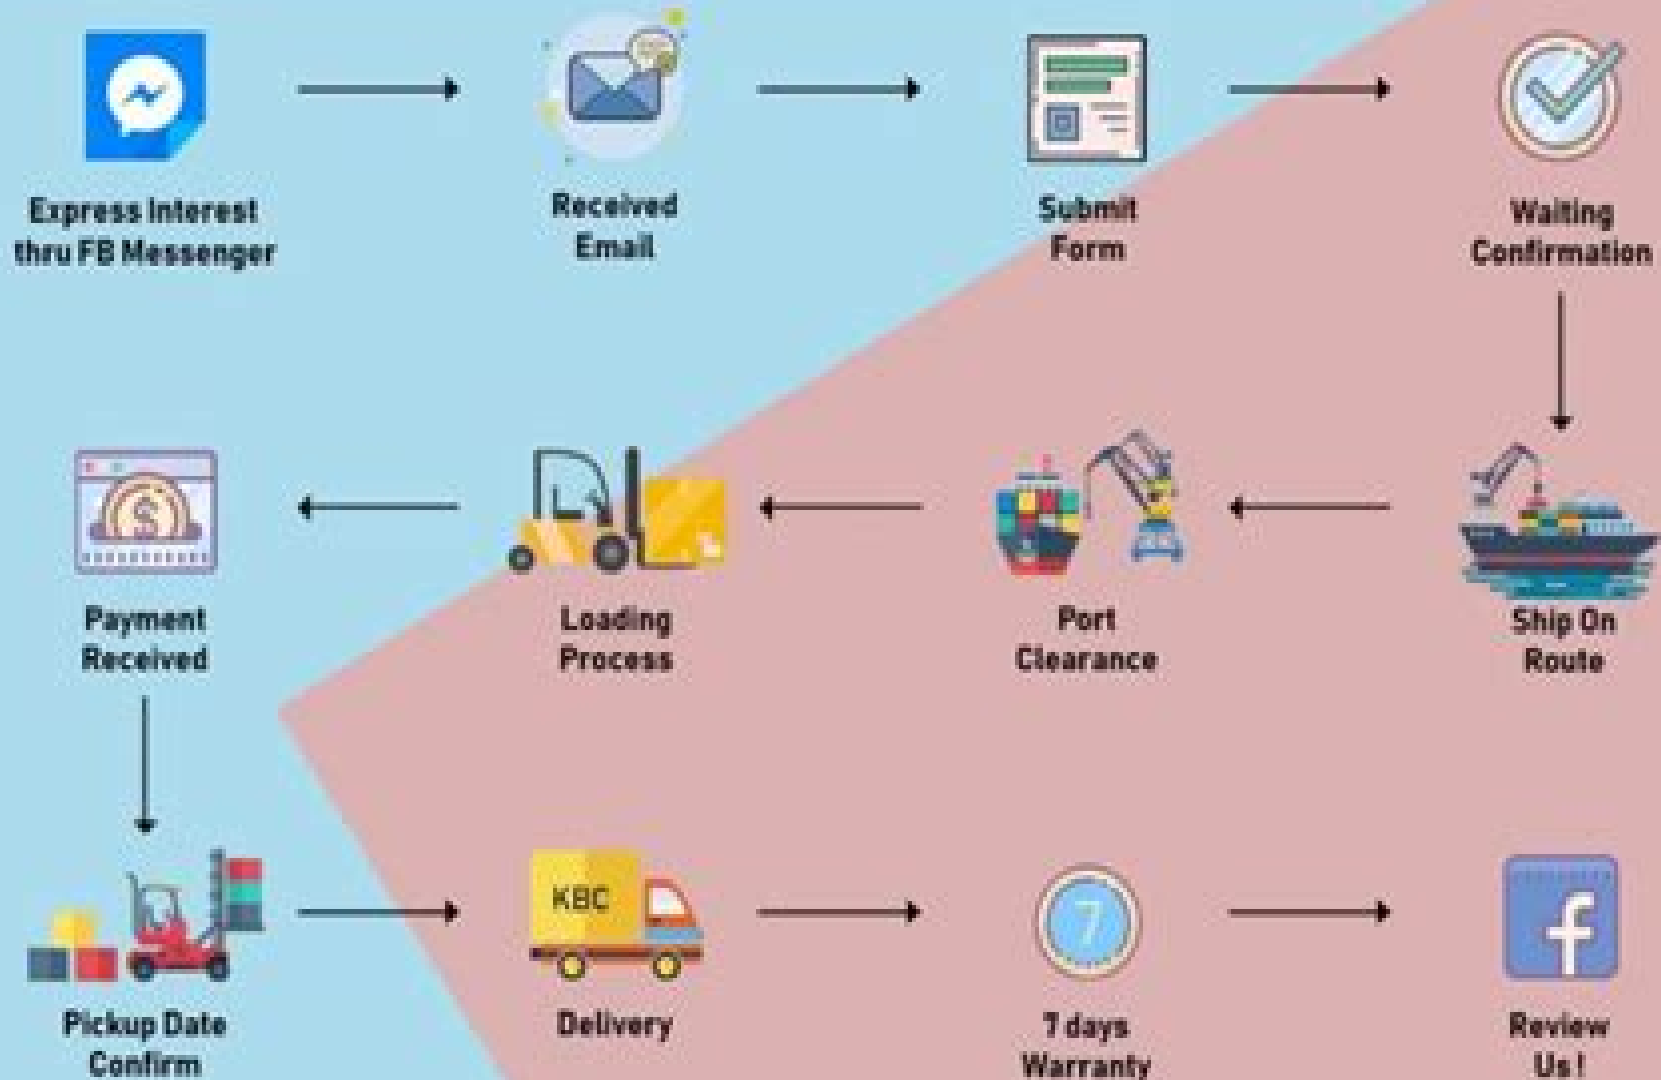 Express Interest
thru FB Messenger
Received
Email
Submit
Form
Waiting
Confirmation
Ship On
Route
Port
Clearance
Loading
Process
Payment
Received
Pickup Date
Confirm
KBC
Delivery
7
7 days
Warranty
Review
Us!